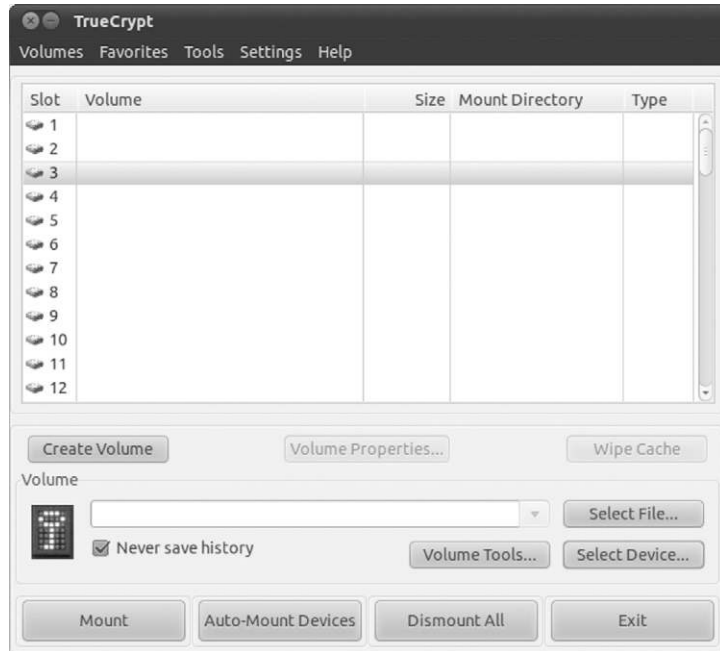 TrueCrypt
Volumes Favorites Tools Settings Help
Slot Volume Size Mount Directory Type
1
2
3
4
5
6
7
8
9
10
11
12
Create Volume Volume Properties... Wipe Cache
Volume
Select File...
Never save history Volume Tools... Select Device...
Mount Auto-Mount Devices Dismount All Exit